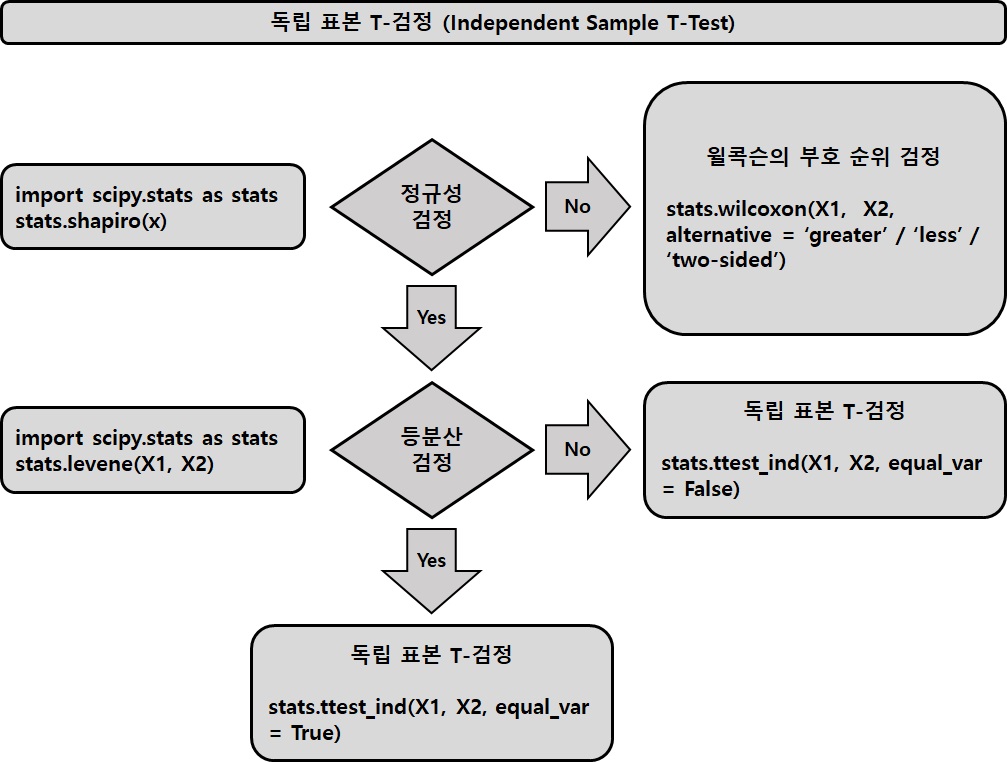 독립 표본 T-검정 (Independent Sample T-Test)
import scipy.stats as stats
stats.shapiro(x)
정규성
검정
No
윌콕슨의 부호 순위 검정
stats.wilcoxon(X1, X2,
alternative = ‘greater’ / ‘less’ /
‘two-sided’)
Yes
import scipy.stats as stats
stats.levene(X1, X2)
등분산
검정
No
독립 표본 T-검정
stats.ttest_ind(X1, X2, equal_var
= False)
Yes
독립 표본 T-검정
stats.ttest_ind(X1, X2, equal_var
= True)